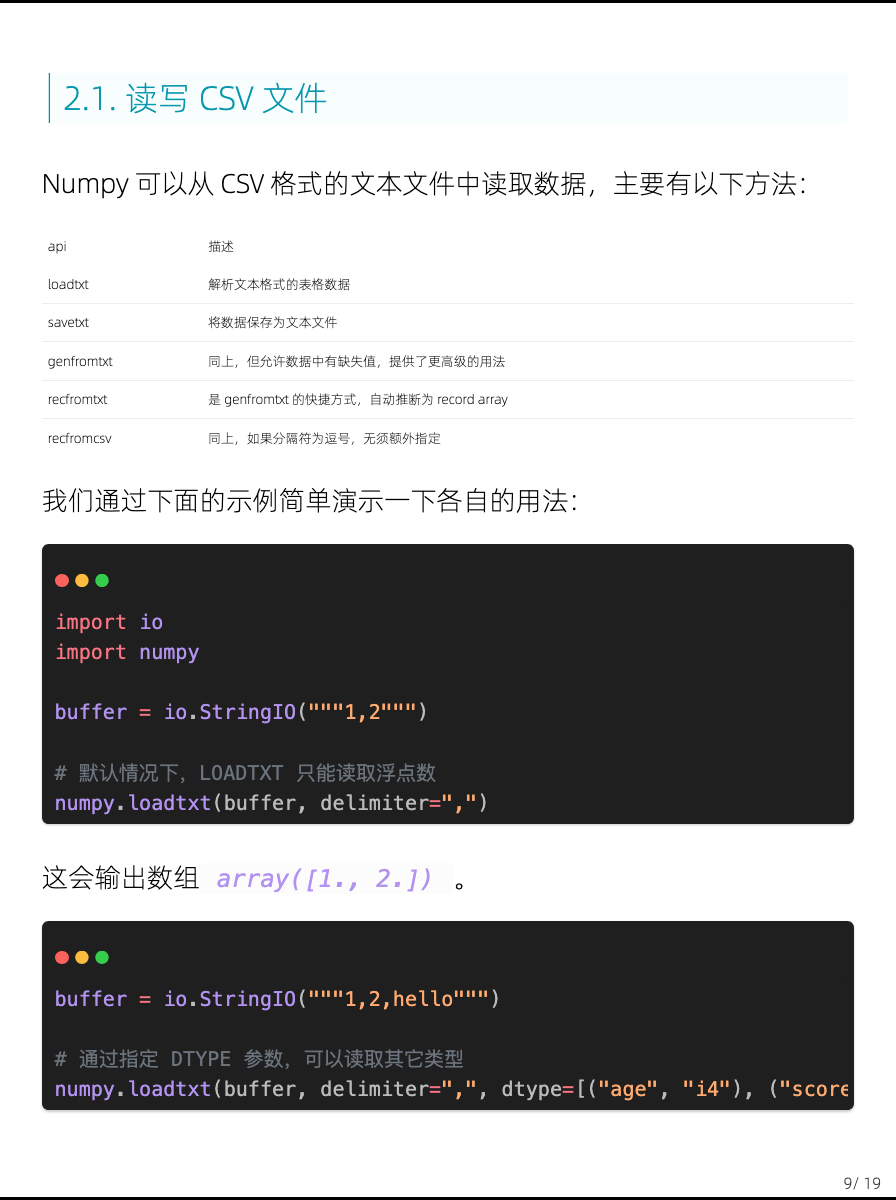 2.1. 读写 CSV 文件
Numpy 可以从 CSV 格式的文本文件中读取数据，主要有以下方法：
api 描述
loadtxt 解析文本格式的表格数据
savetxt 将数据保存为文本文件
genfromtxt 同上，但允许数据中有缺失值，提供了更高级的用法
recfromtxt 是 genfromtxt 的快捷方式，自动推断为 record array
recfromcsv 同上，如果分隔符为逗号，无须额外指定
我们通过下面的示例简单演示一下各自的用法：
import io
import numpy
buffer = io.StringIO("""1,2""")
# 默认情况下，LOADTXT 只能读取浮点数
numpy.loadtxt(buffer, delimiter=",")
这会输出数组 array([1., 2.]) 。
buffer = io.StringIO("""1,2,hello""")
# 通过指定 DTYPE 参数，可以读取其它类型
numpy.loadtxt(buffer, delimiter=",", dtype=[("age", "i4"), ("score
9/ 19